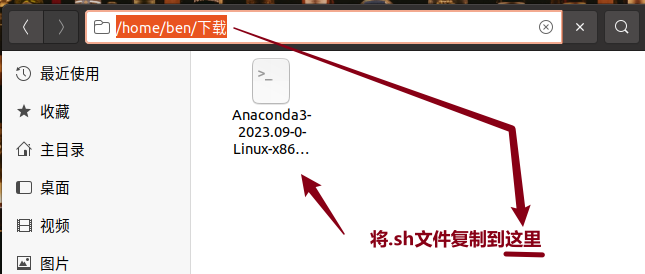 /home/ben/下载
最近使用
收藏
主目录
桌面
视频
图片
>_
Anaconda3-
2023.09-0-
Linux-x86...
将.sh文件复制到这里